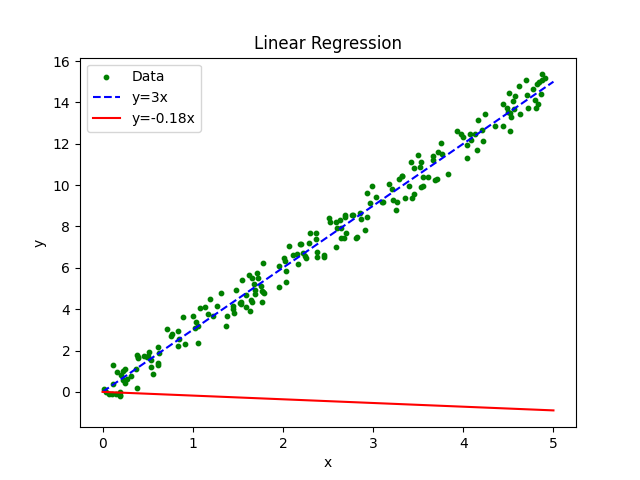 Linear Regression
Data
y=3x
y=-0.18x
16
14
12
10
8
6
4
2
0
y
0 1 2 3 4 5
x